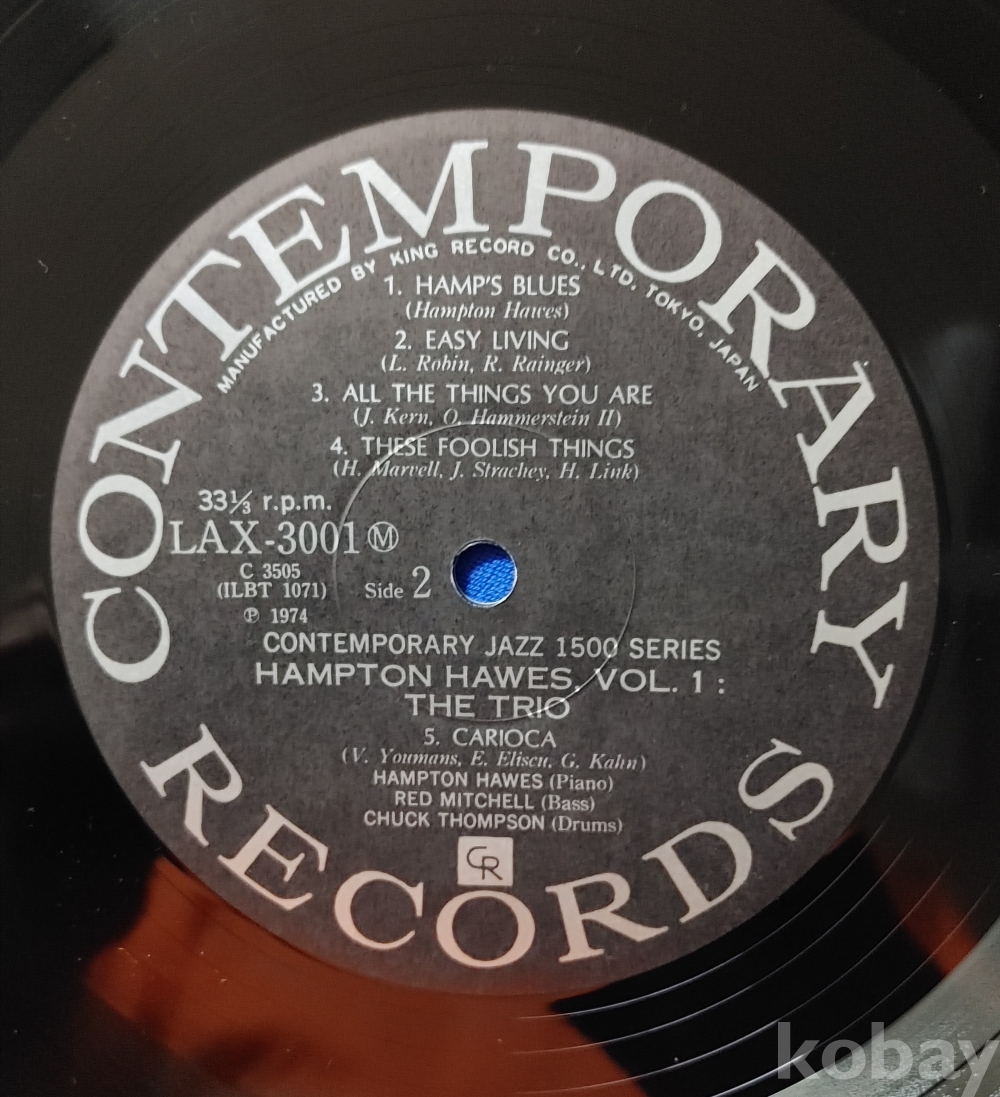 CONTEMPORARY
MANUFACTURED BY KING RECORD CO., LTD. TOKYO, JAPAN
1. HAMP'S BLUES
(Hampton Hawes)
2. EASY LIVING
(L. Robin, R. Rainger)
3. ALL THE THINGS YOU ARE
(J. Kern, O. Hammerstein II)
4. THESE FOOLISH THINGS
(H. Marvell, J. Strachey, H. Link)
33⅓ r.p.m.
LAX-3001 Ⓜ
C 3505
(ILBT 1071)
Side 2
℗ 1974
CONTEMPORARY JAZZ 1500 SERIES
HAMPTON HAWES, VOL. 1 :
THE TRIO
5. CARIOCA
(V. Youmans, E. Eliscu, G. Kahn)
HAMPTON HAWES (Piano)
RED MITCHELL (Bass)
CHUCK THOMPSON (Drums)
CR
RECORDS
kobay